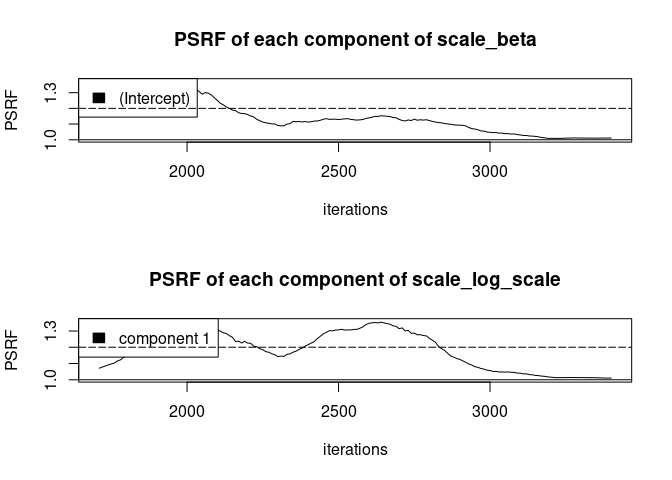 PSRF of each component of scale_beta
PSRF
1.0
1.3
(Intercept)
2000
2500
3000
iterations
PSRF of each component of scale_log_scale
PSRF
1.0
1.3
component 1
2000
2500
3000
iterations